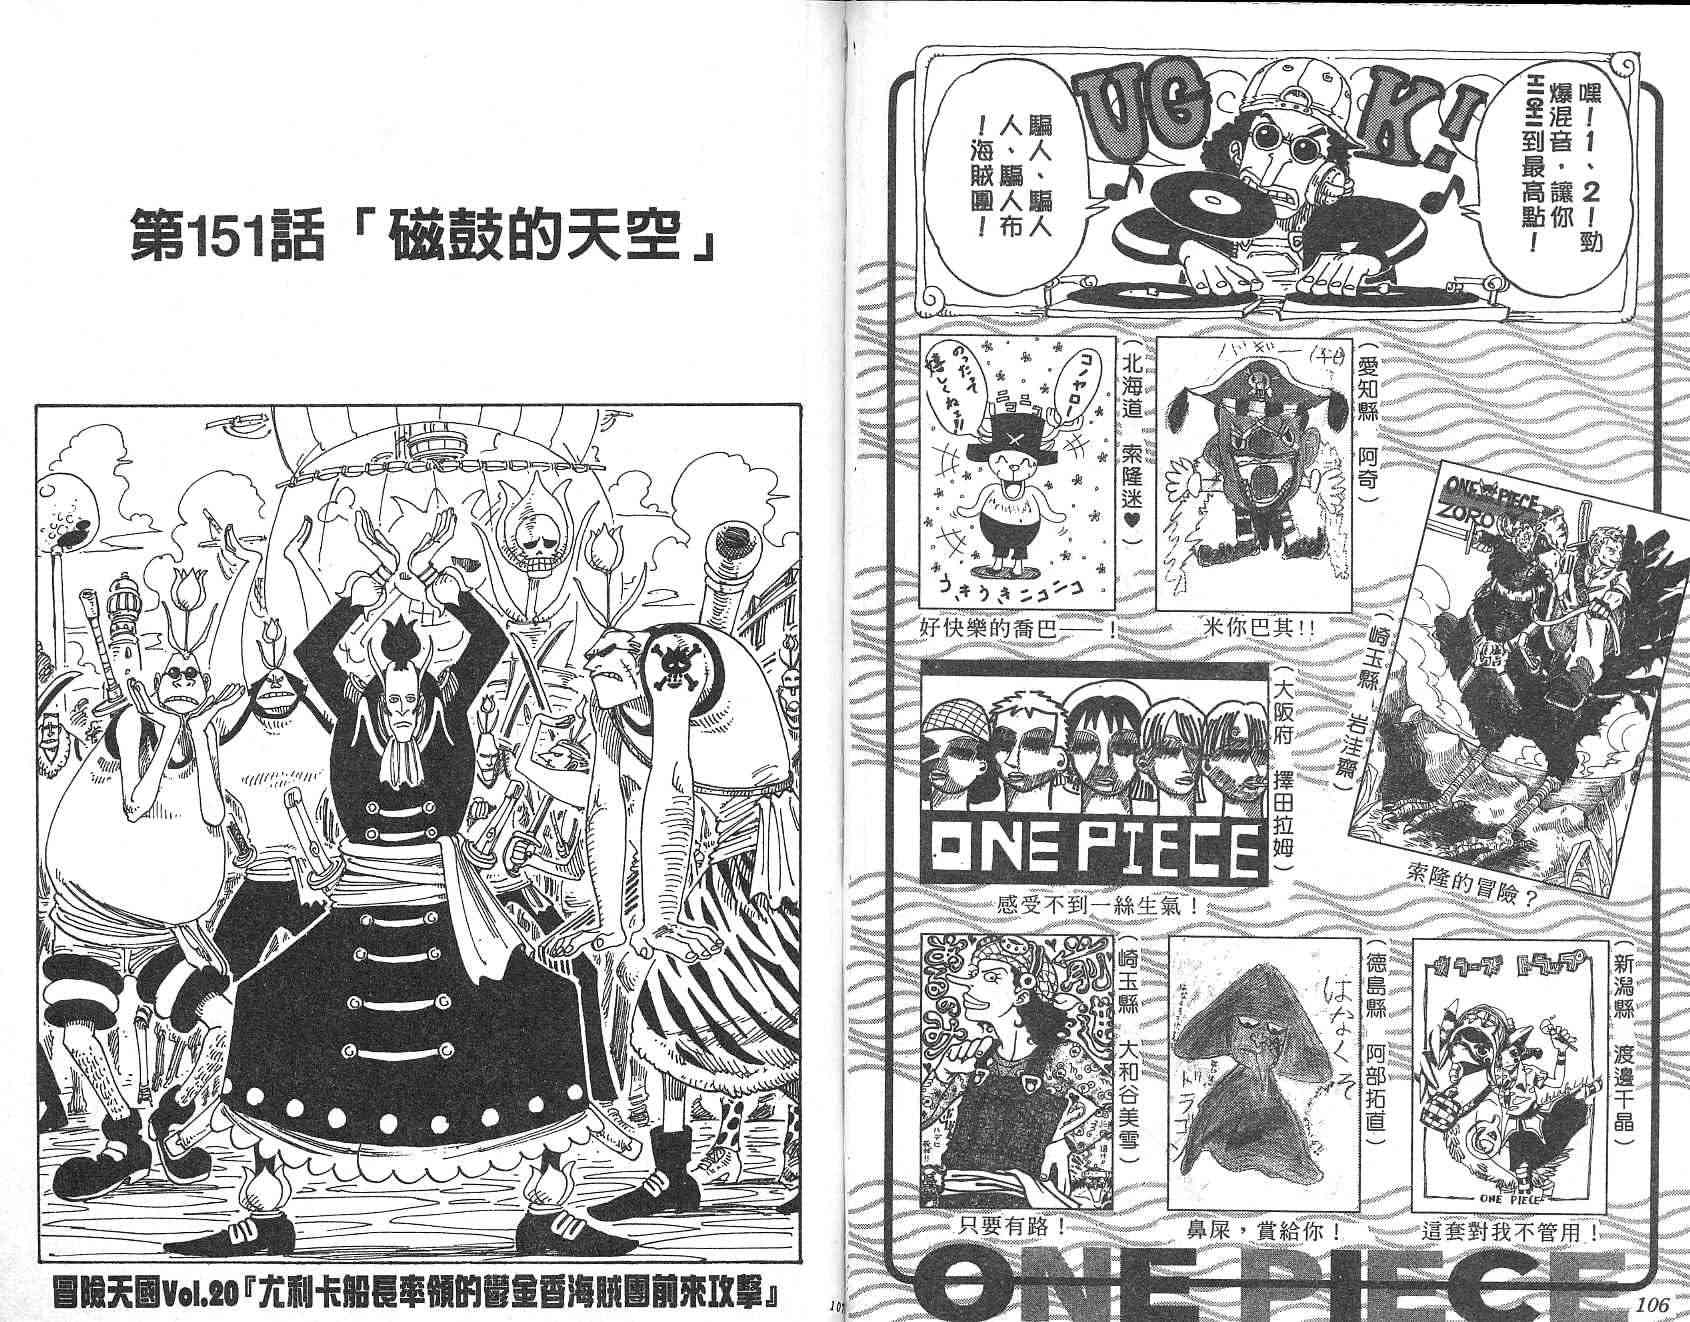 UG K!
嘿！1、2！勁
爆混音，讓你
HIGH到最高點！
騙人、騙人
人、騙人布
！海賊團！
（愛知縣 阿奇）
バギー
米你巴其!!
（北海道 索隆迷♥）
コノヤロー
のったって
嬉しくねェ!!
うきうきニコニコ
好快樂的喬巴——！
ONE PIECE
ZORO
（崎玉縣 岩洼齋）
索隆的冒險？
（大阪府 擇田拉姆）
ONE PIECE
感受不到一絲生氣！
（新潟縣 渡邊千晶）
ONE PIECE
這套對我不管用！
（德島縣 阿部拓直）
はなくそ
鼻屎，賞給你！
（崎玉縣 大和谷美雪）
只要有路！
ONE PIECE
106
第151話「磁鼓的天空」
冒險天國Vol.20『尤利卡船長率領的鬱金香海賊團前來攻擊』